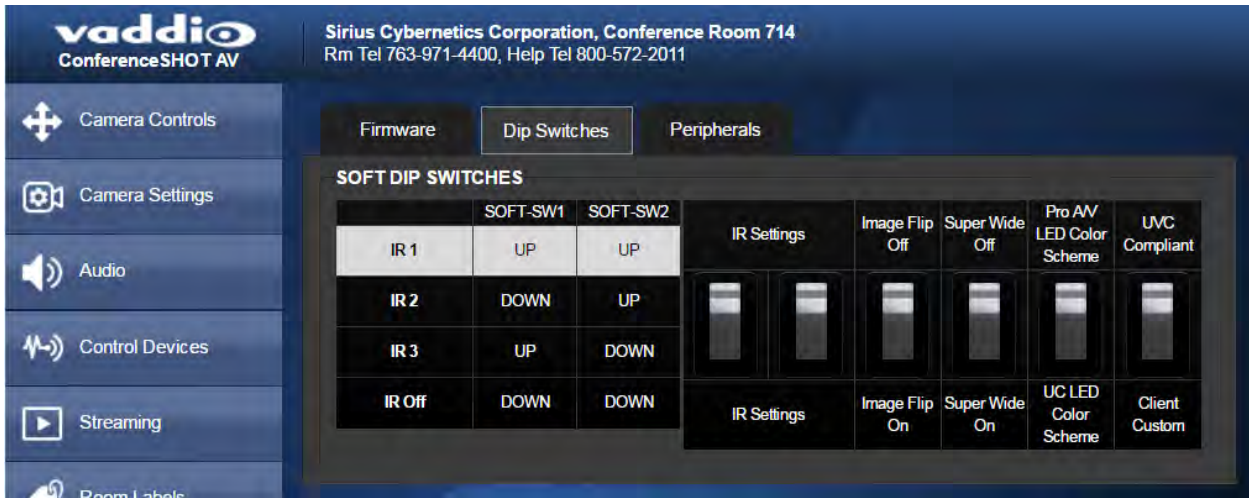 vaddio
ConferenceSHOT AV
Sirius Cybernetics Corporation, Conference Room 714
Rm Tel 763-971-4400, Help Tel 800-572-2011
Camera Controls
Camera Settings
Audio
Control Devices
Streaming
Room Labels
Firmware
Dip Switches
Peripherals
SOFT DIP SWITCHES
SOFT-SW1 SOFT-SW2
IR 1 UP UP
IR 2 DOWN UP
IR 3 UP DOWN
IR Off DOWN DOWN
IR Settings
Image Flip
Off
Super Wide
Off
Pro A/V
LED Color
Scheme
UVC
Compliant
IR Settings
Image Flip
On
Super Wide
On
UC LED
Color
Scheme
Client
Custom